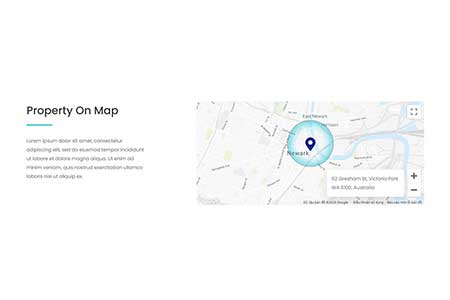 Property On Map
Lorem ipsum dolor sit amet, consectetur
adipiscing elit, sed do eiusmod tempor incididunt
ut labore et dolore magna aliqua. Ut enim ad
minim veniam, quis nostrud exercitation ullamco
laboris nisi ut aliquip ex.
East Newark
Harrison
Newark
62 Gresham St, Victoria Park
WA 6100, Australia
Google